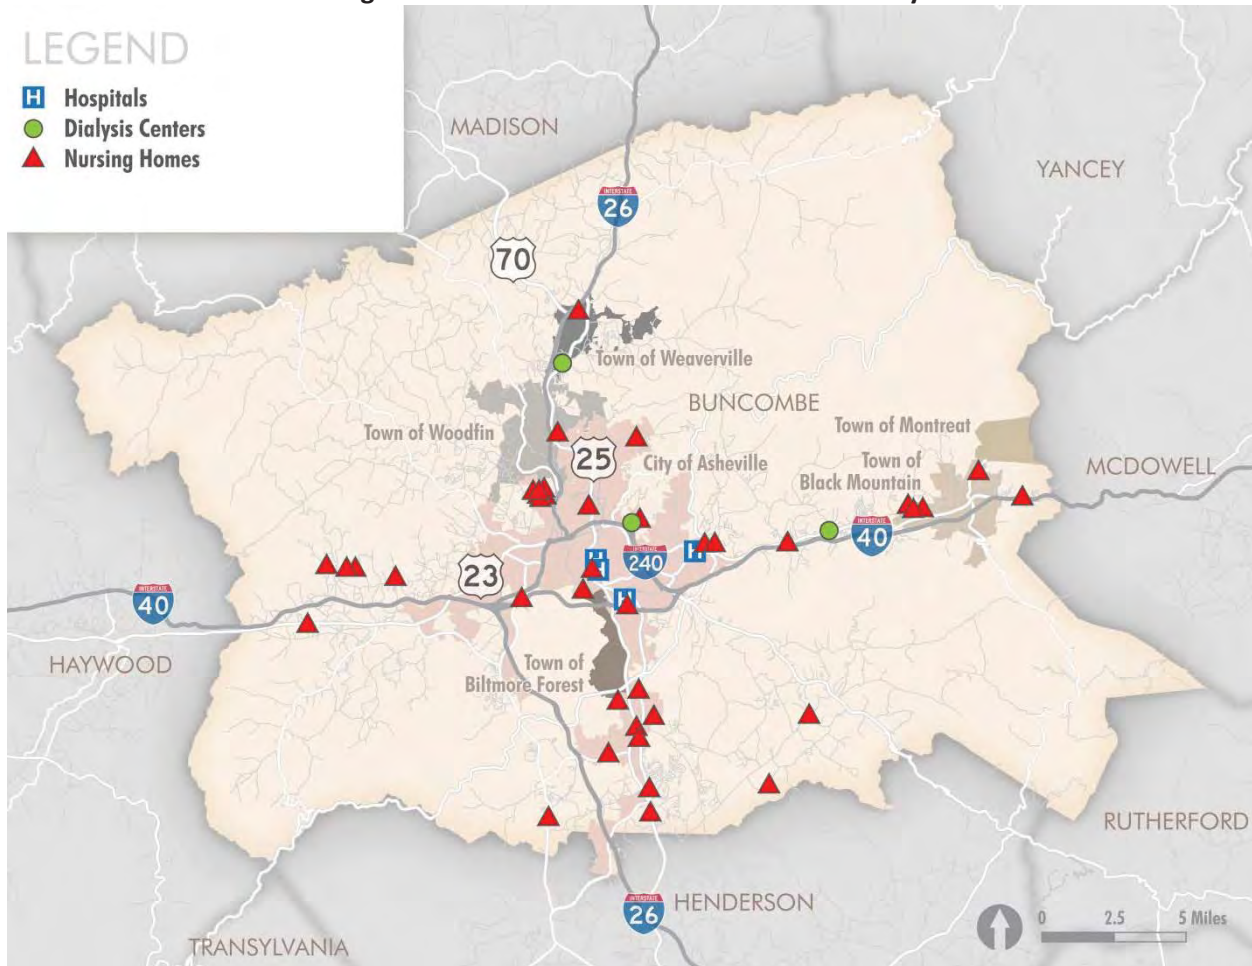 LEGEND
H Hospitals
Dialysis Centers
Nursing Homes
MADISON
YANCEY
INTERSTATE
26
70
Town of Weaverville
BUNCOMBE
Town of Woodfin
25
City of Asheville
Town of Montreat
Town of
Black Mountain
MCDOWELL
INTERSTATE
40
H
H
H
INTERSTATE
240
H
23
INTERSTATE
40
HAYWOOD
Town of
Biltmore Forest
RUTHERFORD
INTERSTATE
26
HENDERSON
TRANSYLVANIA
0 2.5 5 Miles